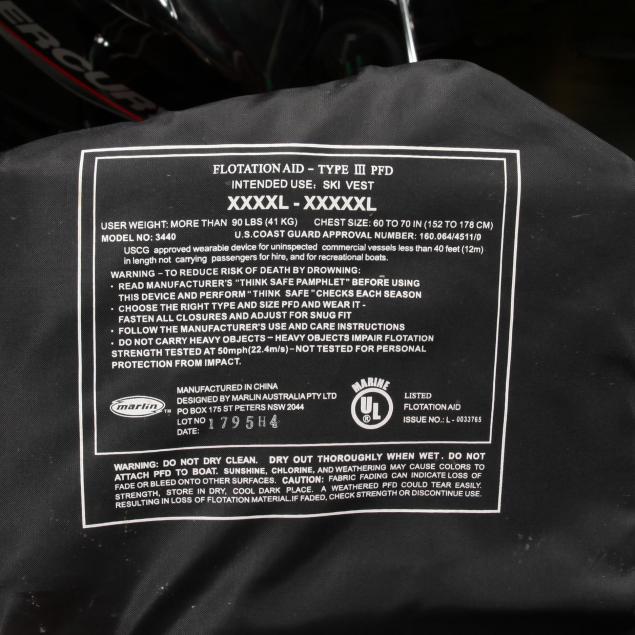 MERCURY
FLOTATION AID – TYPE III PFD
INTENDED USE: SKI VEST
XXXXL - XXXXXL
USER WEIGHT: MORE THAN 90 LBS (41 KG) CHEST SIZE: 60 TO 70 IN (152 TO 178 CM)
MODEL NO: 3440 U.S.COAST GUARD APPROVAL NUMBER: 160.064/4511/0
USCG approved wearable device for uninspected commercial vessels less than 40 feet (12m)
in length not carrying passengers for hire, and for recreational boats.
WARNING – TO REDUCE RISK OF DEATH BY DROWNING:
· READ MANUFACTURER'S "THINK SAFE PAMPHLET" BEFORE USING
THIS DEVICE AND PERFORM "THINK SAFE" CHECKS EACH SEASON
· CHOOSE THE RIGHT TYPE AND SIZE PFD AND WEAR IT -
FASTEN ALL CLOSURES AND ADJUST FOR SNUG FIT
· FOLLOW THE MANUFACTURER'S USE AND CARE INSTRUCTIONS
· DO NOT CARRY HEAVY OBJECTS – HEAVY OBJECTS IMPAIR FLOTATION
STRENGTH TESTED AT 50mph(22.4m/s) – NOT TESTED FOR PERSONAL
PROTECTION FROM IMPACT.
marlin TM
MANUFACTURED IN CHINA
DESIGNED BY MARLIN AUSTRALIA PTY LTD
PO BOX 175 ST PETERS NSW 2044
LOT NO 1795H4
DATE:
MARINE
UL ®
LISTED
FLOTATION AID
ISSUE NO.: L - 0033765
WARNING: DO NOT DRY CLEAN. DRY OUT THOROUGHLY WHEN WET. DO NOT
ATTACH PFD TO BOAT. SUNSHINE, CHLORINE, AND WEATHERING MAY CAUSE COLORS TO
FADE OR BLEED ONTO OTHER SURFACES. CAUTION: FABRIC FADING CAN INDICATE LOSS OF
STRENGTH, STORE IN DRY, COOL DARK PLACE. A WEATHERED PFD COULD TEAR EASILY.
RESULTING IN LOSS OF FLOTATION MATERIAL.IF FADED, CHECK STRENGTH OR DISCONTINUE USE.